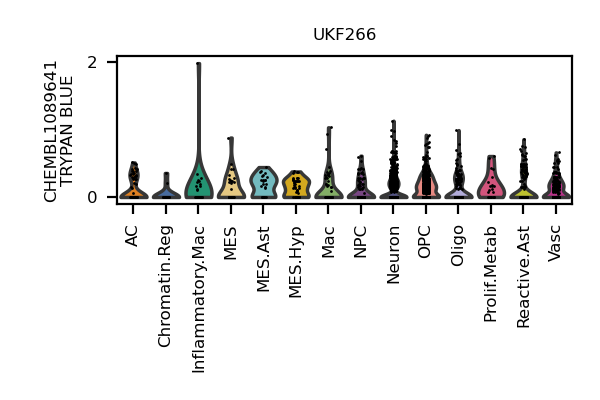 UKF266
CHEMBL1089641
TRYPAN BLUE
2
0
AC
Chromatin.Reg
Inflammatory.Mac
MES
MES.Ast
MES.Hyp
Mac
NPC
Neuron
OPC
Oligo
Prolif.Metab
Reactive.Ast
Vasc